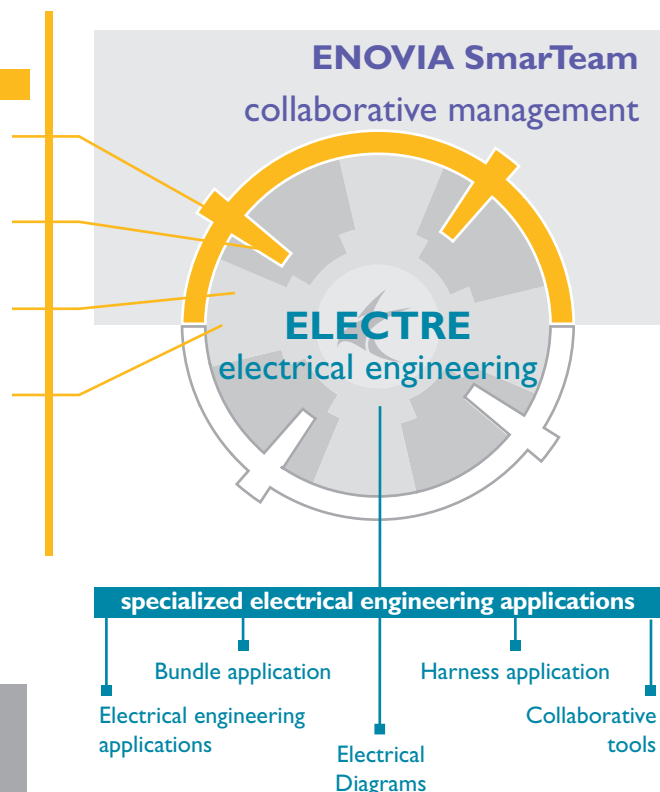 ENOVIA SmarTeam
collaborative management
ELECTRE
electrical engineering
specialized electrical engineering applications
Bundle application
Harness application
Electrical engineering
applications
Collaborative
tools
Electrical
Diagrams